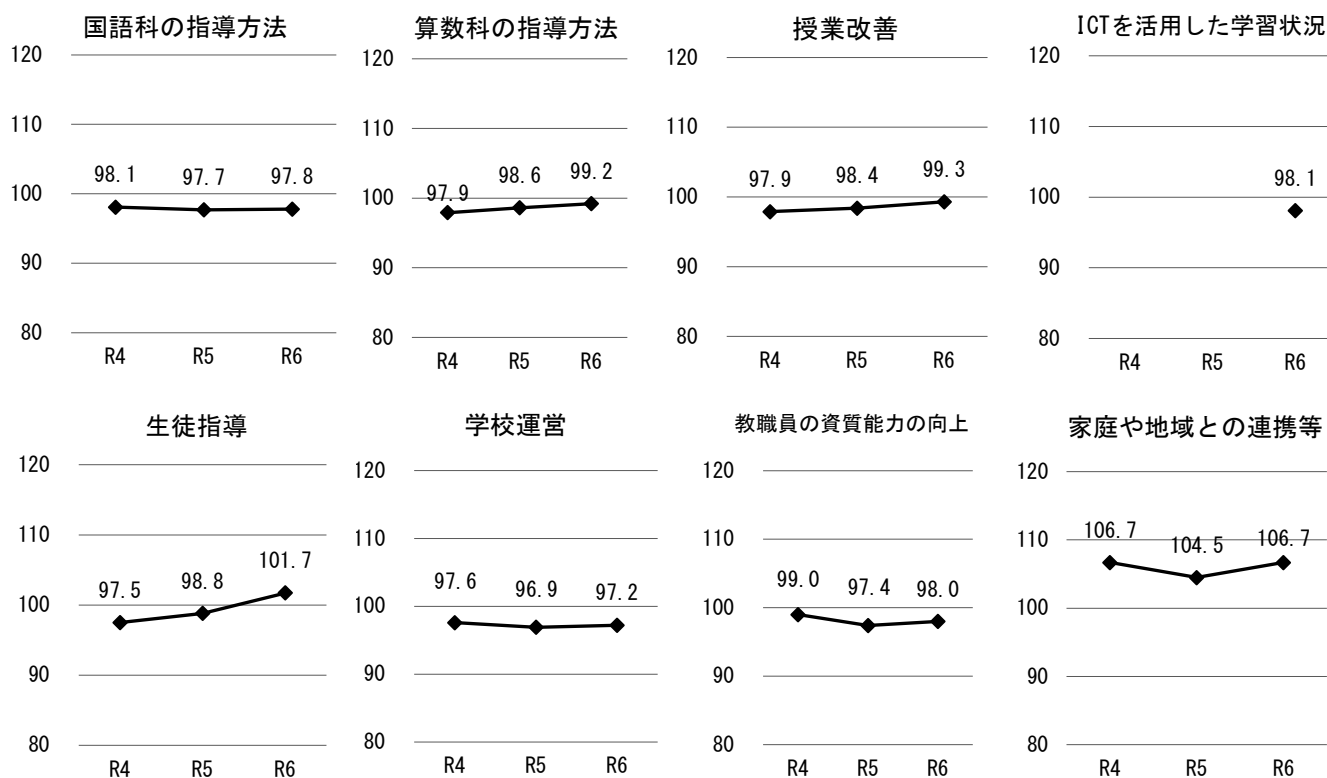 国語科の指導方法
120
110
100
90
80
98.1
97.7
97.8
R4
R5
R6
算数科の指導方法
120
110
100
90
80
97.9
98.6
99.2
R4
R5
R6
授業改善
120
110
100
90
80
97.9
98.4
99.3
R4
R5
R6
ICTを活用した学習状況
120
110
100
90
80
98.1
R4
R5
R6
生徒指導
120
110
100
90
80
97.5
98.8
101.7
R4
R5
R6
学校運営
120
110
100
90
80
97.6
96.9
97.2
R4
R5
R6
教職員の資質能力の向上
120
110
100
90
80
99.0
97.4
98.0
R4
R5
R6
家庭や地域との連携等
120
110
100
90
80
106.7
104.5
106.7
R4
R5
R6